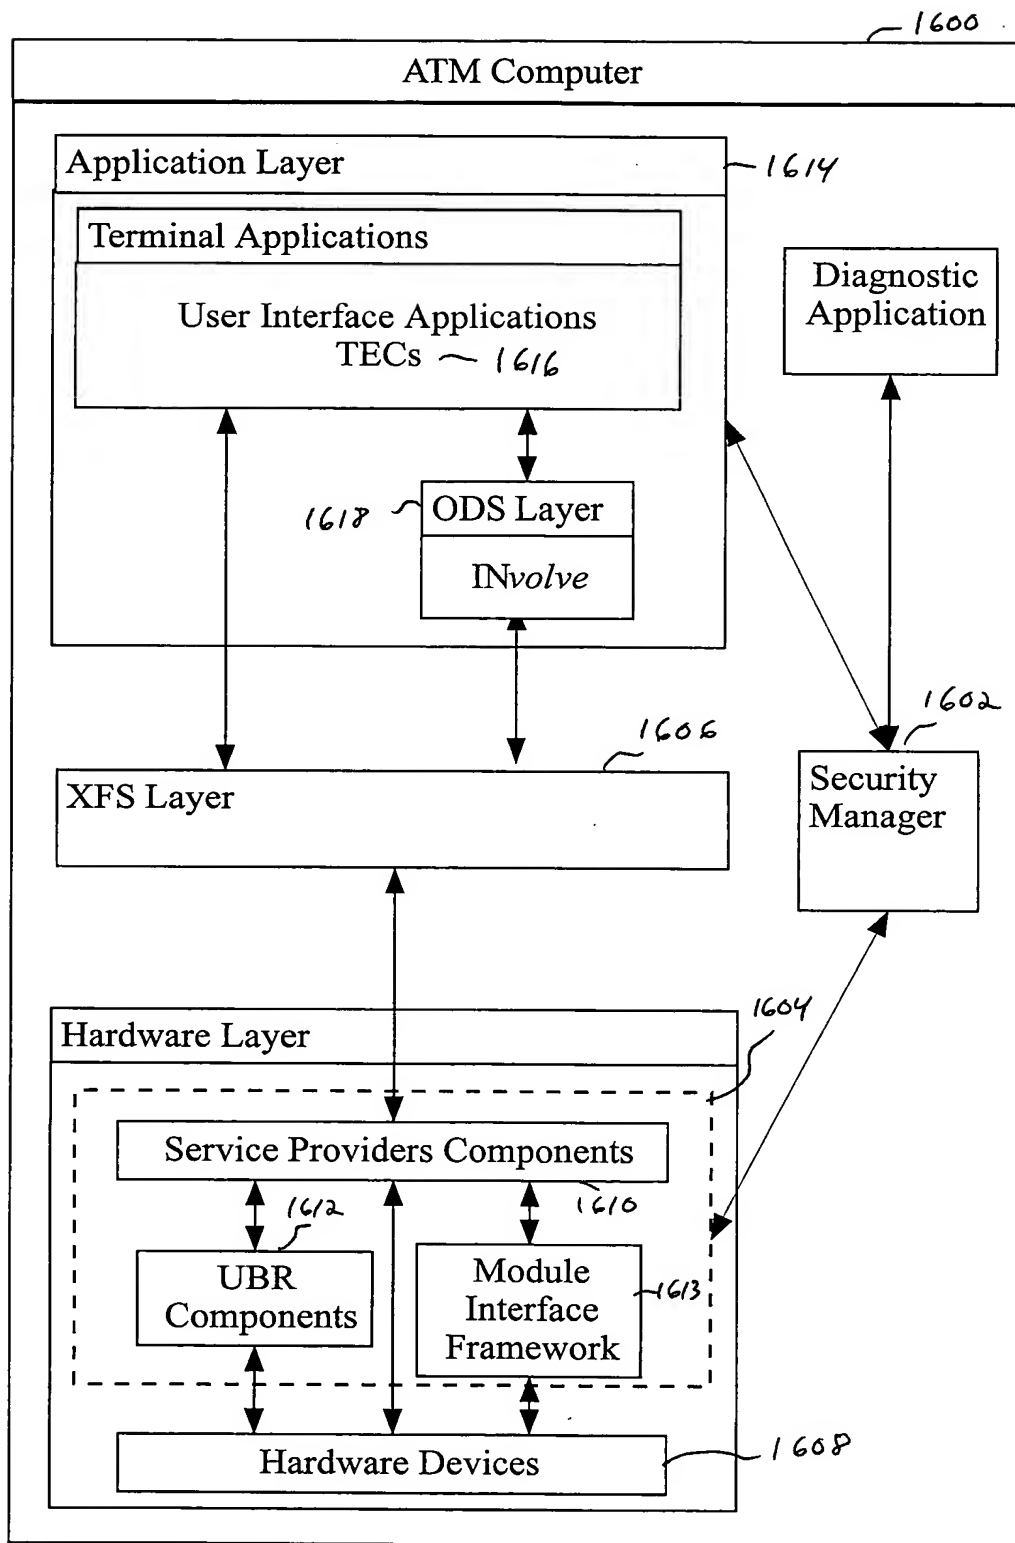 1600
ATM Computer
Application Layer
1614
Terminal Applications
User Interface Applications
TECs 1616
Diagnostic
Application
1618
ODS Layer
INvolve
1606
1602
XFS Layer
Security
Manager
1604
Hardware Layer
Service Providers Components
1610
1612
UBR
Components
Module
Interface
Framework
1613
Hardware Devices
1608